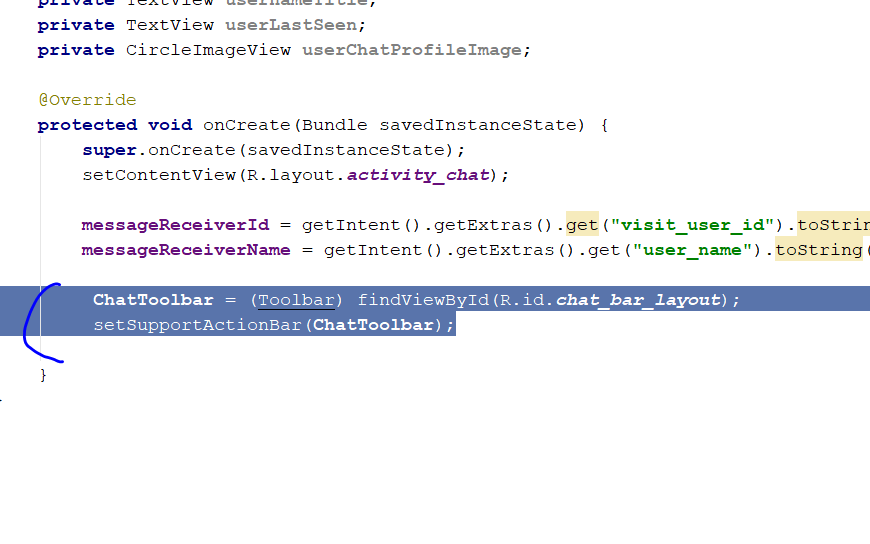 private TextView usernameTitle;
private TextView userLastSeen;
private CircleImageView userChatProfileImage;
@Override
protected void onCreate(Bundle savedInstanceState) {
super.onCreate(savedInstanceState);
setContentView(R.layout.activity_chat);
messageReceiverId = getIntent().getExtras().get("visit_user_id").toStrin
messageReceiverName = getIntent().getExtras().get("user_name").toString(
ChatToolbar = (Toolbar) findViewById(R.id.chat_bar_layout);
setSupportActionBar(ChatToolbar);
}